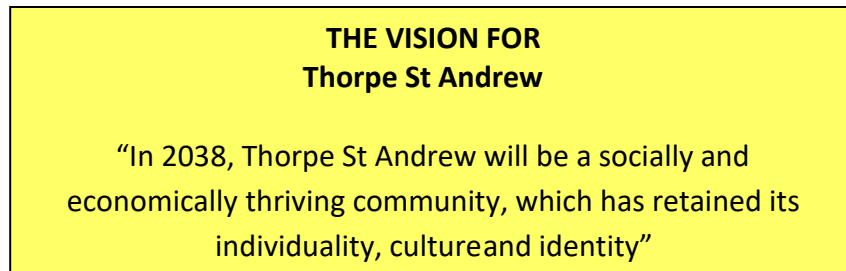 THE VISION FOR
Thorpe St Andrew
“In 2038, Thorpe St Andrew will be a socially and
economically thriving community, which has retained its
individuality, cultureand identity”